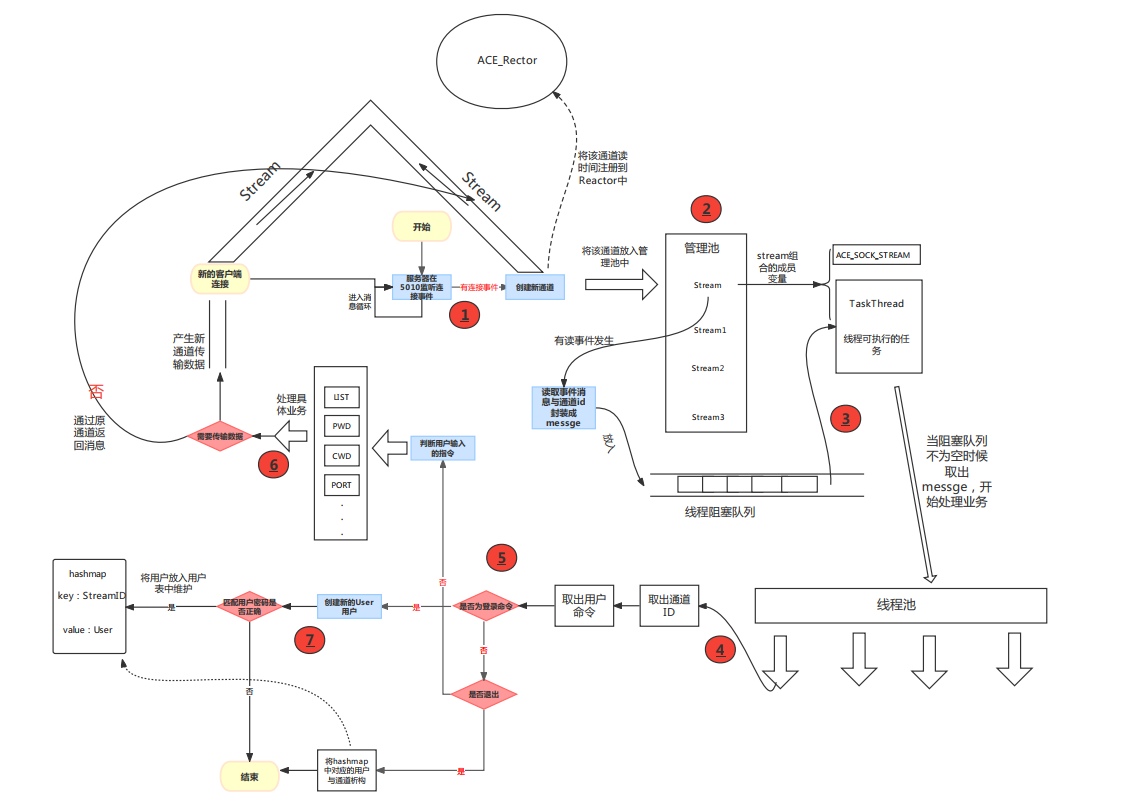 ACE_Rector
将该通道读
时间注册到
Reactor中
Stream
Stream
开始
新的客户端
连接
服务器在
5010监听连
接事件
有连接事件
创建新通道
进入消
息循环
1
将该通道放入管
理池中
2
管理池
Stream
Stream1
Stream2
Stream3
stream组
合的成员
变量
ACE_SOCK_STREAM
TaskThread
线程可执行的任
务
有读事件发生
读取事件消
息与通道id
封装成
messge
放入
线程阻塞队列
3
当阻塞队列
不为空时候
取出
messge，开
始处理业务
线程池
产生新
通道传
输数据
否
通过原
通道返
回消息
需要传输数据
6
处理具
体业务
LIST
PWD
CWD
PORT
.
.
.
判断用户输入
的指令
5
否
是否为登录命令
取出用户
命令
取出通道
ID
4
是
创建新的User
用户
7
匹配用户密码是
否正确
是
将用户放入用户
表中维护
hashmap
key：StreamID
value：User
否
否
是否退出
是
将hashmap
中对应的用户
与通道析构
结束